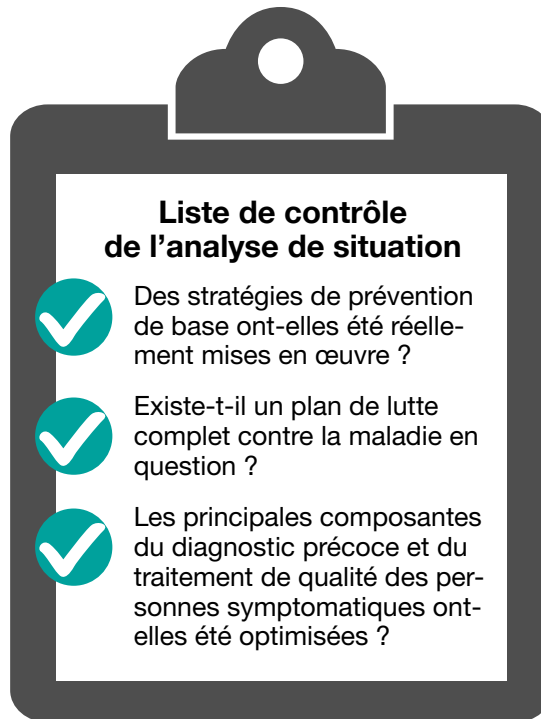 Liste de contrôle
de l’analyse de situation
Des stratégies de prévention
de base ont-elles été réelle-
ment mises en œuvre ?
Existe-t-il un plan de lutte
complet contre la maladie en
question ?
Les principales composantes
du diagnostic précoce et du
traitement de qualité des per-
sonnes symptomatiques ont-
elles été optimisées ?